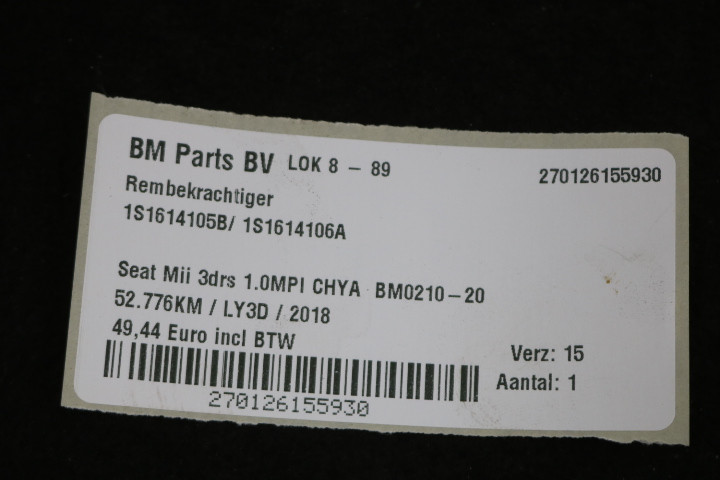 BM Parts BV LOK 8 - 89 270126155930
Rembekrachtiger
1S1614105B/ 1S1614106A
Seat Mii 3drs 1.0MPI CHYA BM0210-20
52.776KM / LY3D / 2018
49,44 Euro incl BTW
Verz: 15
Aantal: 1
270126155930